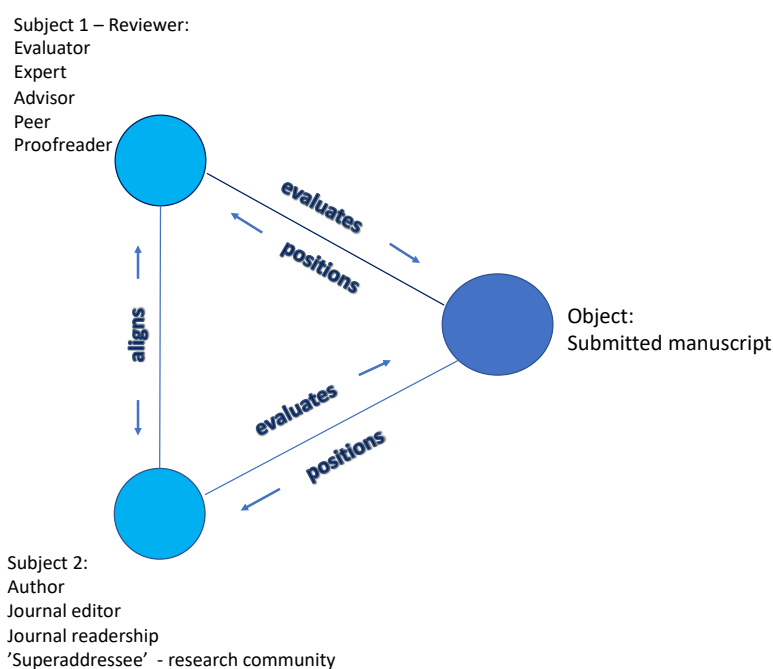 Subject 1 – Reviewer:
Evaluator
Expert
Advisor
Peer
Proofreader
evaluates
positions
aligns
Object:
Submitted manuscript
evaluates
positions
Subject 2:
Author
Journal editor
Journal readership
’Superaddressee’  - research community